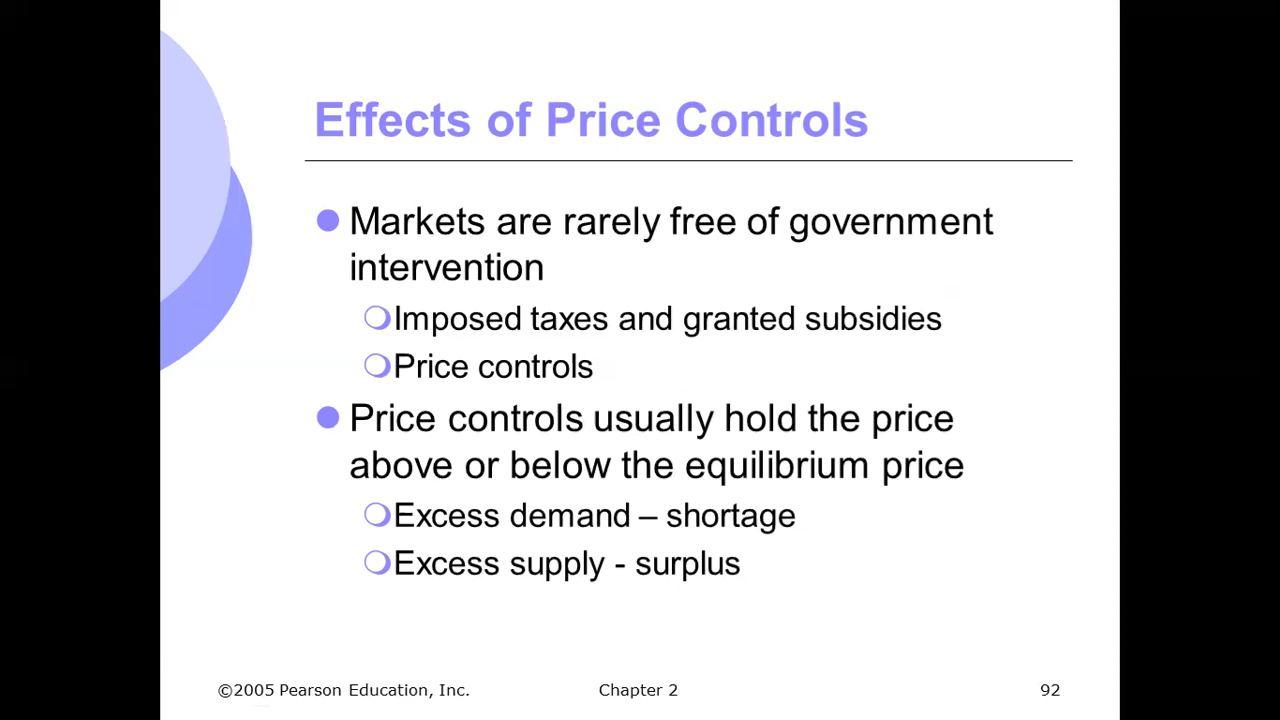 Effects of Price Controls
Markets are rarely free of government
intervention
Imposed taxes and granted subsidies
Price controls
Price controls usually hold the price
above or below the equilibrium price
Excess demand – shortage
Excess supply - surplus
©2005 Pearson Education, Inc. Chapter 2 92